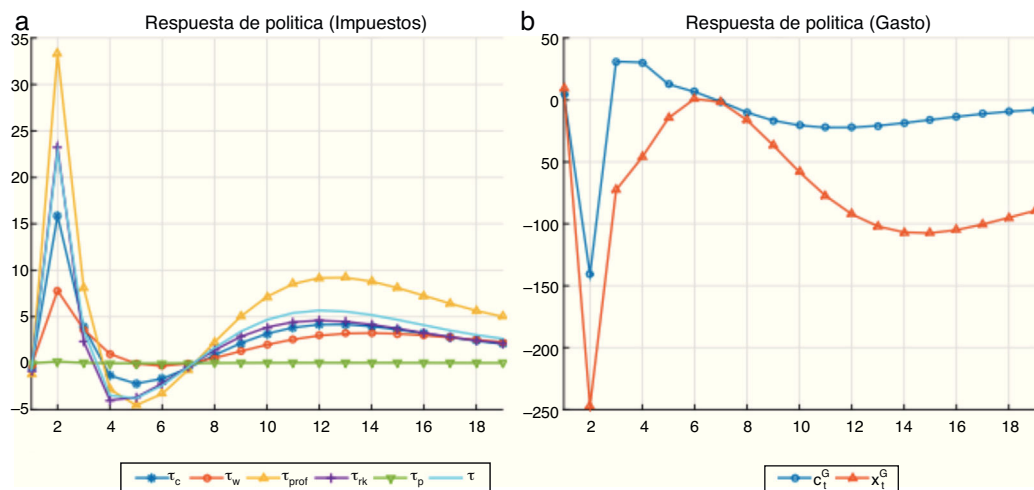 a
Respuesta de politica (Impuestos)
35
30
25
20
15
10
5
0
−5
2 4 6 8 10 12 14 16 18
τc τw τprof τrk τp τ
b
Respuesta de politica (Gasto)
50
0
50
−100
−150
−200
−250
2 4 6 8 10 12 14 16 18
c_t^G x_t^G